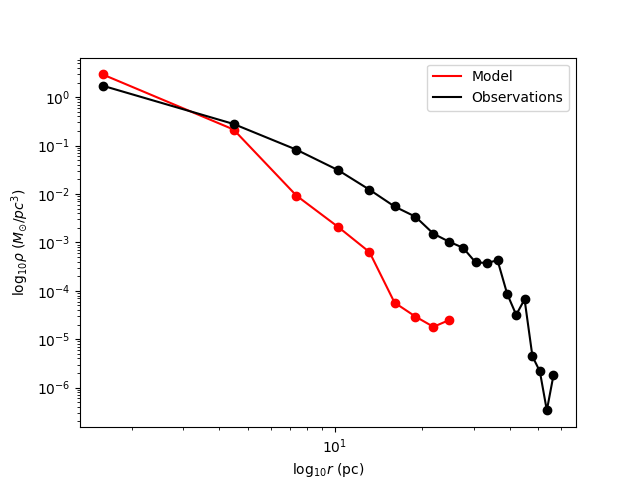 Model
Observations
10⁰
10⁻¹
10⁻²
10⁻³
10⁻⁴
10⁻⁵
10⁻⁶
log₁₀ρ (M☉/pc³)
10¹
log₁₀r (pc)